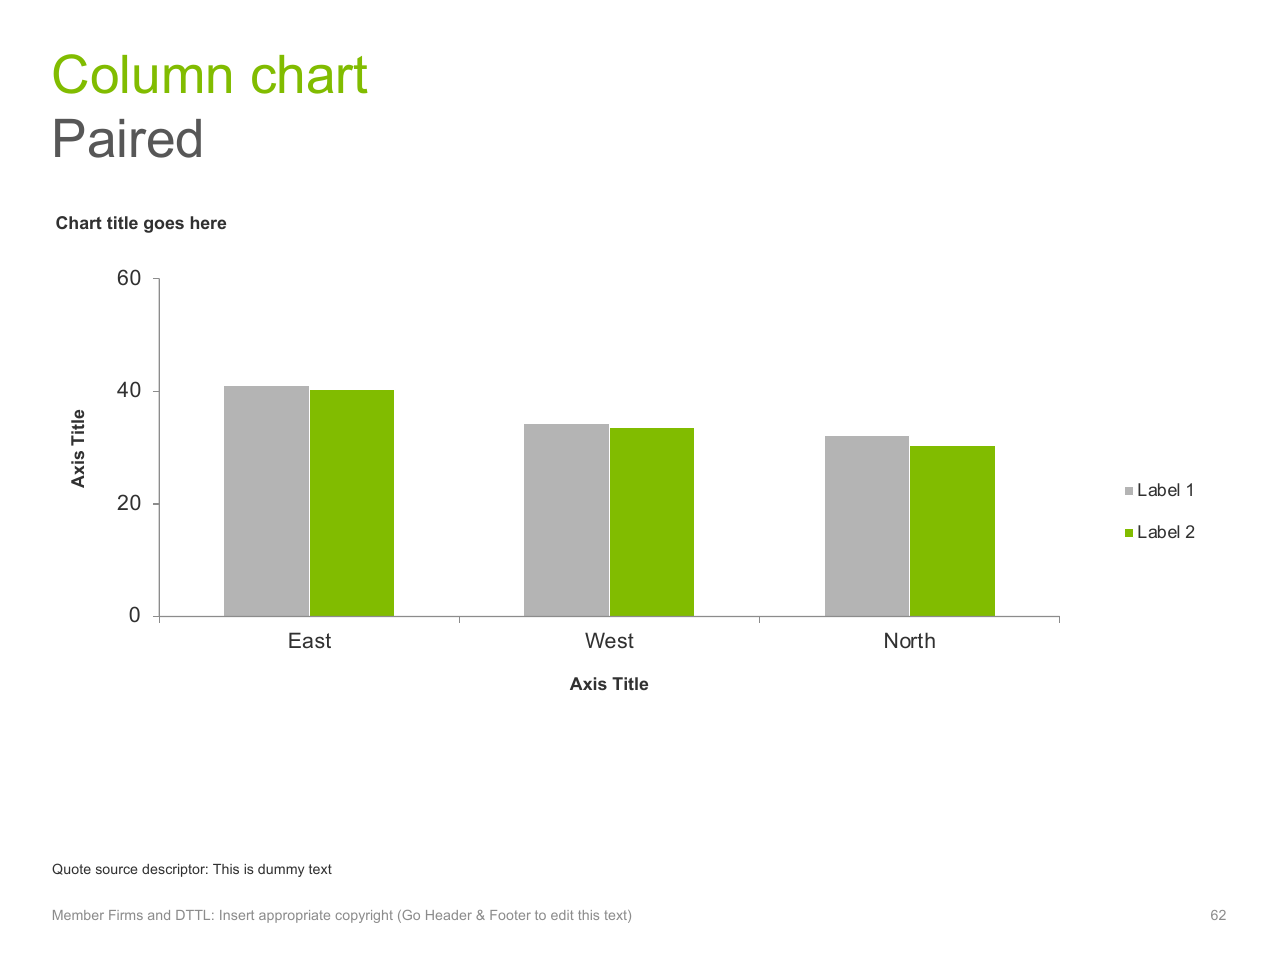 Column chart
Paired
Chart title goes here
60
40
20
0
Axis Title
East West North
Axis Title
Label 1
Label 2
Quote source descriptor: This is dummy text
Member Firms and DTTL: Insert appropriate copyright (Go Header & Footer to edit this text) 62